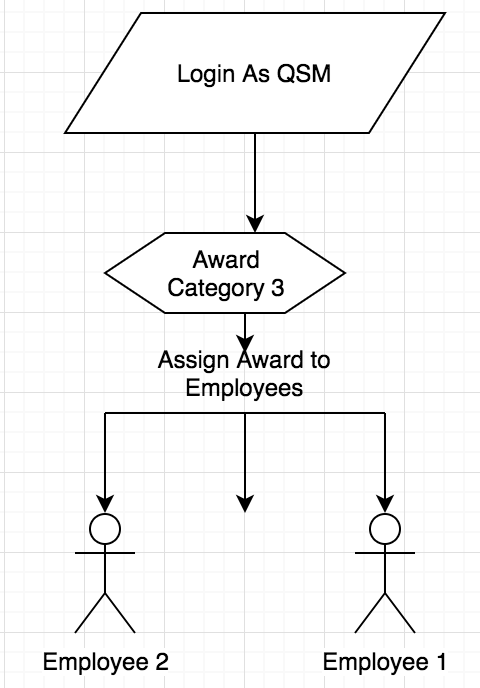 Login As QSM
Award
Category 3
Assign Award to
Employees
Employee 2
Employee 1